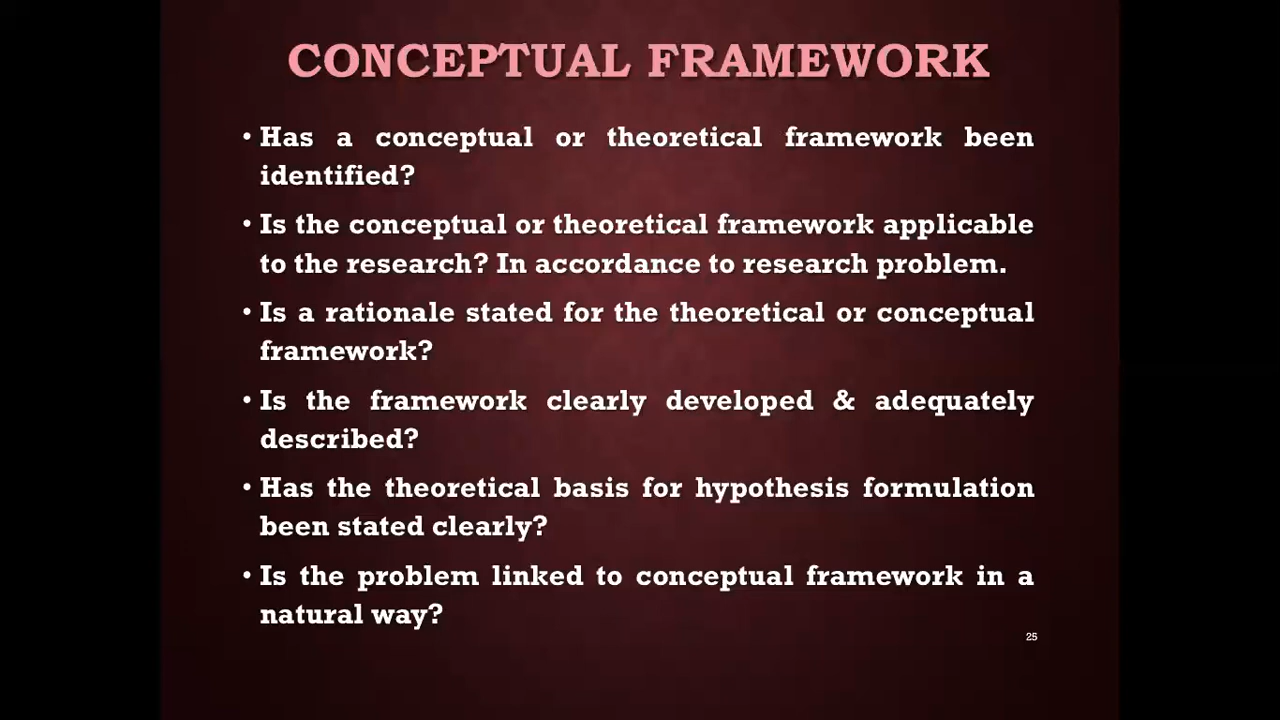 CONCEPTUAL FRAMEWORK
• Has a conceptual or theoretical framework been
identified?
• Is the conceptual or theoretical framework applicable
to the research? In accordance to research problem.
• Is a rationale stated for the theoretical or conceptual
framework?
• Is the framework clearly developed & adequately
described?
• Has the theoretical basis for hypothesis formulation
been stated clearly?
• Is the problem linked to conceptual framework in a
natural way?
25